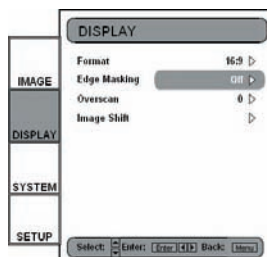 DISPLAY
IMAGE
DISPLAY
SYSTEM
SETUP
Format 16:9
Edge Masking Off
Overscan 0
Image Shift
Select: Enter: Enter Back: Menu